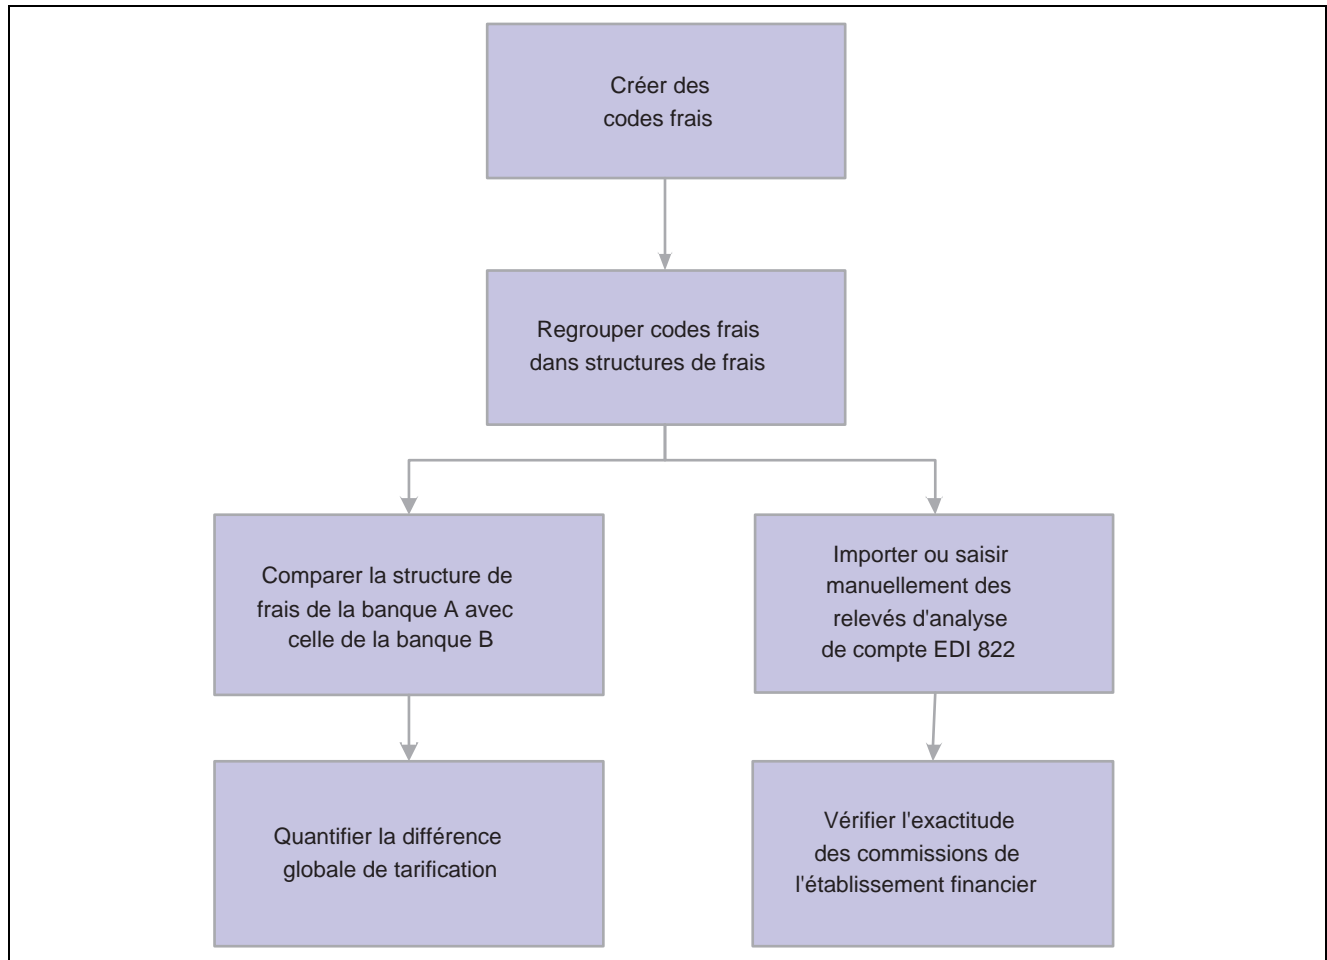 Créer des
codes frais
Regrouper codes frais
dans structures de frais
Comparer la structure de
frais de la banque A avec
celle de la banque B
Importer ou saisir
manuellement des
relevés d'analyse
de compte EDI 822
Quantifier la différence
globale de tarification
Vérifier l'exactitude
des commissions de
l'établissement financier